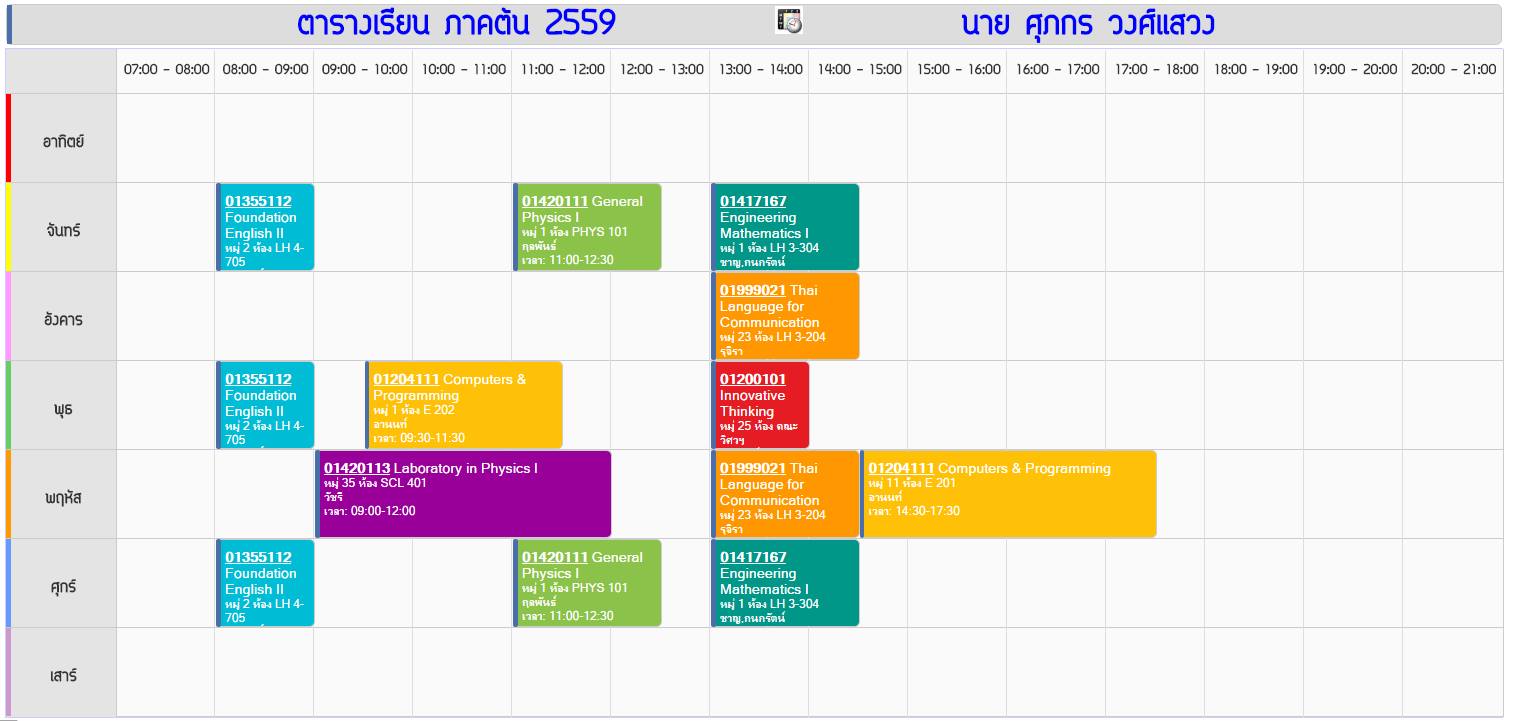 ตารางเรียน ภาคต้น 2559
นาย ศุภกร วงศ์แสวง
07:00 - 08:00 08:00 - 09:00 09:00 - 10:00 10:00 - 11:00 11:00 - 12:00 12:00 - 13:00 13:00 - 14:00 14:00 - 15:00 15:00 - 16:00 16:00 - 17:00 17:00 - 18:00 18:00 - 19:00 19:00 - 20:00 20:00 - 21:00
อาทิตย์
จันทร์
01355112
Foundation
English II
หมู่ 2 ห้อง LH 4-
705
01420111 General
Physics I
หมู่ 1 ห้อง PHYS 101
กุลพันธ์
เวลา: 11:00-12:30
01417167
Engineering
Mathematics I
หมู่ 1 ห้อง LH 3-304
ชาญ,กนกรัตน์
อังคาร
01999021 Thai
Language for
Communication
หมู่ 23 ห้อง LH 3-204
รุจิรา
พุธ
01355112
Foundation
English II
หมู่ 2 ห้อง LH 4-
705
01204111 Computers &
Programming
หมู่ 1 ห้อง E 202
อานนท์
เวลา: 09:30-11:30
01200101
Innovative
Thinking
หมู่ 25 ห้อง คณะ
วิศวฯ
พฤหัส
01420113 Laboratory in Physics I
หมู่ 35 ห้อง SCL 401
วัชรี
เวลา: 09:00-12:00
01999021 Thai
Language for
Communication
หมู่ 23 ห้อง LH 3-204
รุจิรา
01204111 Computers & Programming
หมู่ 11 ห้อง E 201
อานนท์
เวลา: 14:30-17:30
ศุกร์
01355112
Foundation
English II
หมู่ 2 ห้อง LH 4-
705
01420111 General
Physics I
หมู่ 1 ห้อง PHYS 101
กุลพันธ์
เวลา: 11:00-12:30
01417167
Engineering
Mathematics I
หมู่ 1 ห้อง LH 3-304
ชาญ,กนกรัตน์
เสาร์